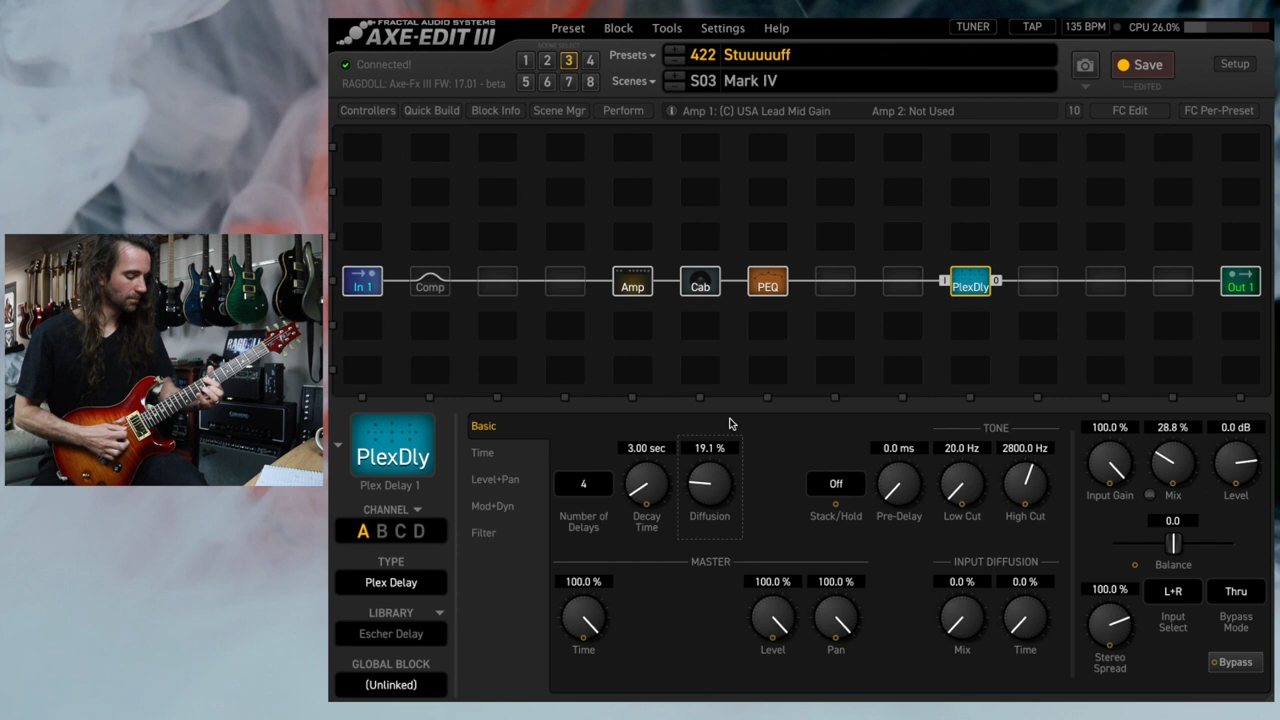 FRACTAL AUDIO SYSTEMS
AXE-EDIT III
Preset Block Tools Settings Help
TUNER TAP 135 BPM CPU 26.0%
Connected!
RAGDOLL: Axe-Fx III FW: 17.01 - beta
SCENE SELECT
1 2 3 4
5 6 7 8
Presets 422 Stuuuuuff
Scenes S03 Mark IV
Save
EDITED
Setup
Controllers Quick Build Block Info Scene Mgr Perform Amp 1: (C) USA Lead Mid Gain Amp 2: Not Used 10 FC Edit FC Per-Preset
In 1 Comp Amp Cab PEQ I PlexDly O Out 1
RAGDOLL
PlexDly
Plex Delay 1
CHANNEL
A B C D
TYPE
Plex Delay
LIBRARY
Escher Delay
GLOBAL BLOCK
(Unlinked)
Basic
Time
Level+Pan
Mod+Dyn
Filter
4
Number of
Delays
3.00 sec
Decay
Time
19.1 %
Diffusion
Off
Stack/Hold
0.0 ms
Pre-Delay
TONE
20.0 Hz
Low Cut
2800.0 Hz
High Cut
MASTER
100.0 %
Time
100.0 %
Level
100.0 %
Pan
INPUT DIFFUSION
0.0 %
Mix
0.0 %
Time
100.0 %
Input Gain
28.8 %
Mix
0.0 dB
Level
0.0
Balance
100.0 %
Stereo
Spread
L+R
Input
Select
Thru
Bypass
Mode
Bypass